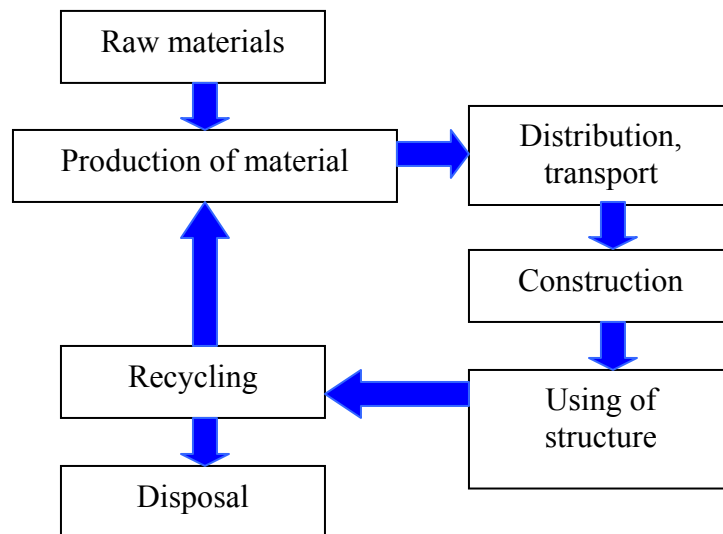 Raw materials
Production of material
Distribution,
transport
Construction
Recycling
Using of
structure
Disposal